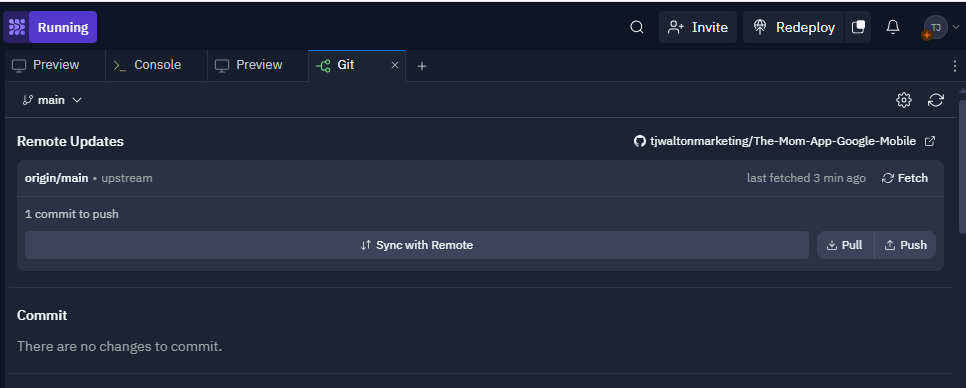 Running
Invite
Redeploy
TJ
Preview
>_ Console
Preview
Git
main
Remote Updates
tjwaltonmarketing/The-Mom-App-Google-Mobile
origin/main • upstream
last fetched 3 min ago
Fetch
1 commit to push
Sync with Remote
Pull
Push
Commit
There are no changes to commit.